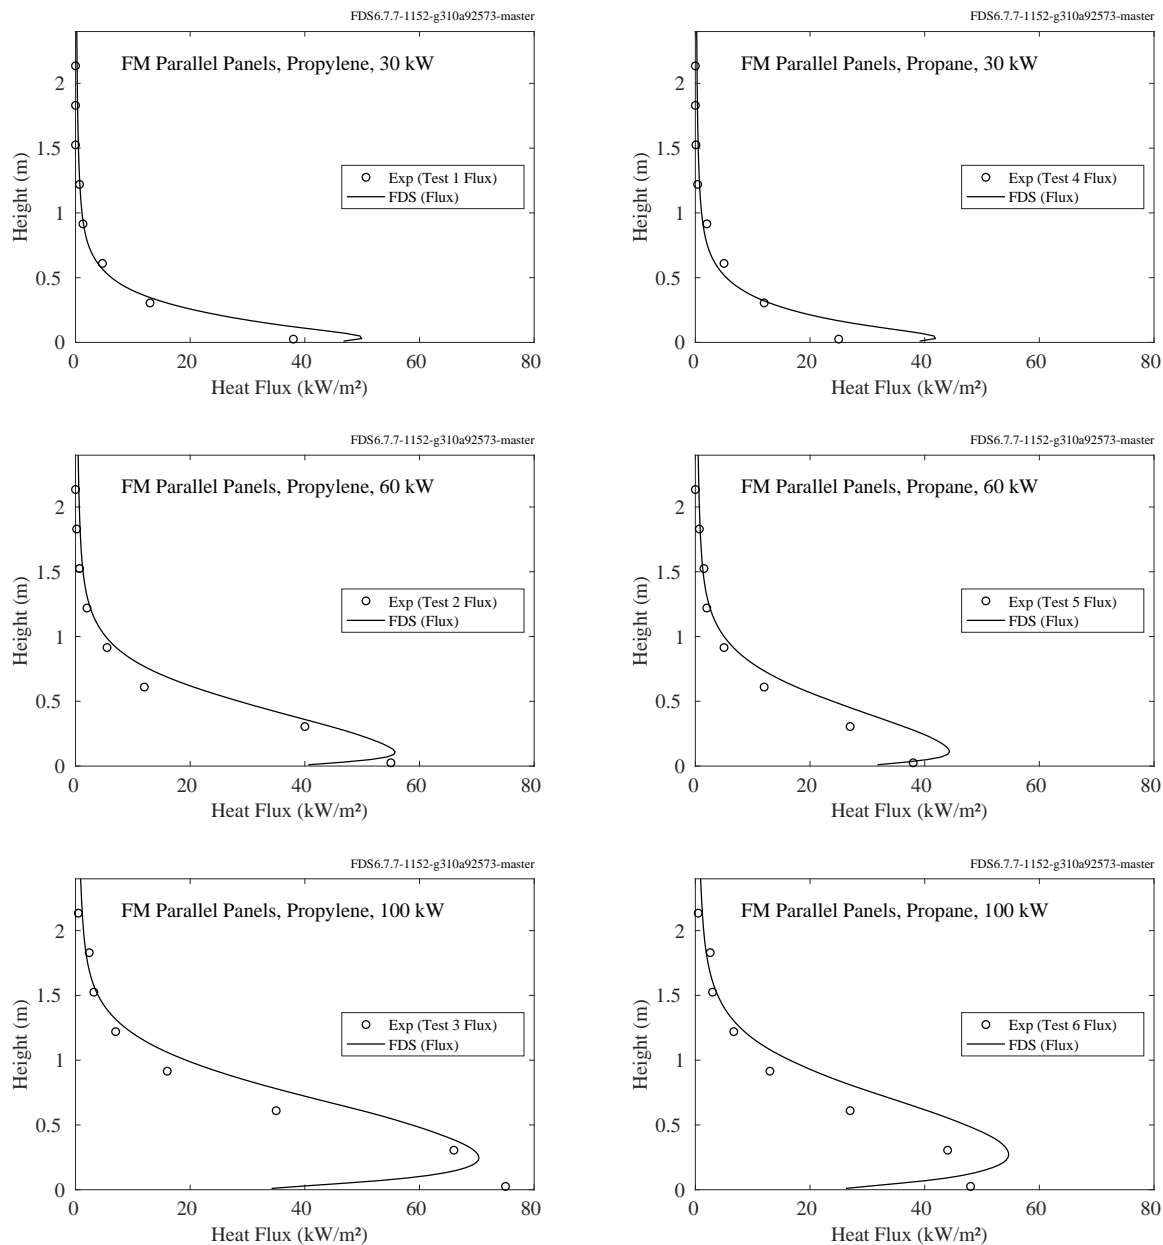 FDS6.7.7-1152-g310a92573-master
FM Parallel Panels, Propylene, 30 kW
Exp (Test 1 Flux)
FDS (Flux)
Height (m)
2
1.5
1
0.5
0
0 20 40 60 80
Heat Flux (kW/m²)
FDS6.7.7-1152-g310a92573-master
FM Parallel Panels, Propane, 30 kW
Exp (Test 4 Flux)
FDS (Flux)
Height (m)
2
1.5
1
0.5
0
0 20 40 60 80
Heat Flux (kW/m²)
FDS6.7.7-1152-g310a92573-master
FM Parallel Panels, Propylene, 60 kW
Exp (Test 2 Flux)
FDS (Flux)
Height (m)
2
1.5
1
0.5
0
0 20 40 60 80
Heat Flux (kW/m²)
FDS6.7.7-1152-g310a92573-master
FM Parallel Panels, Propane, 60 kW
Exp (Test 5 Flux)
FDS (Flux)
Height (m)
2
1.5
1
0.5
0
0 20 40 60 80
Heat Flux (kW/m²)
FDS6.7.7-1152-g310a92573-master
FM Parallel Panels, Propylene, 100 kW
Exp (Test 3 Flux)
FDS (Flux)
Height (m)
2
1.5
1
0.5
0
0 20 40 60 80
Heat Flux (kW/m²)
FDS6.7.7-1152-g310a92573-master
FM Parallel Panels, Propane, 100 kW
Exp (Test 6 Flux)
FDS (Flux)
Height (m)
2
1.5
1
0.5
0
0 20 40 60 80
Heat Flux (kW/m²)